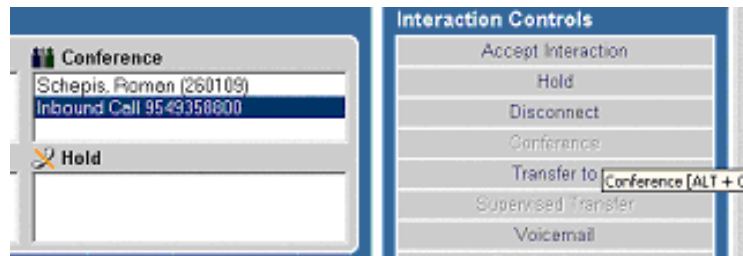 Conference
Schepis, Romon (260109)
Inbound Call 9549358800
Hold
Interaction Controls
Accept Interaction
Hold
Disconnect
Conference
Transfer to
Conference [ALT + C
Supervised Transfer
Voicemail